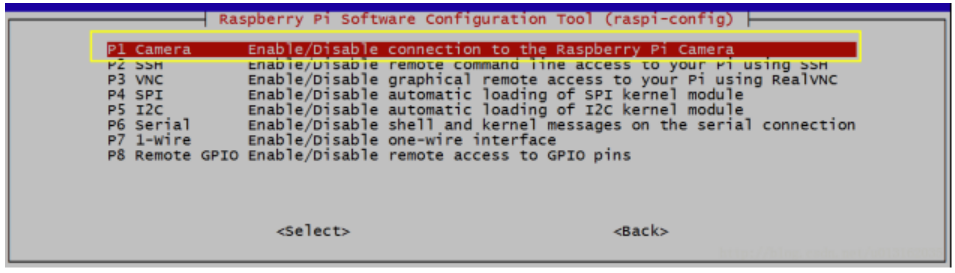 Raspberry Pi Software Configuration Tool (raspi-config)
P1 Camera Enable/Disable connection to the Raspberry Pi Camera
P2 SSH Enable/Disable remote command line access to your Pi using SSH
P3 VNC Enable/Disable graphical remote access to your Pi using RealVNC
P4 SPI Enable/Disable automatic loading of SPI kernel module
P5 I2C Enable/Disable automatic loading of I2C kernel module
P6 Serial Enable/Disable shell and kernel messages on the serial connection
P7 1-Wire Enable/Disable one-wire interface
P8 Remote GPIO Enable/Disable remote access to GPIO pins
<Select> <Back>